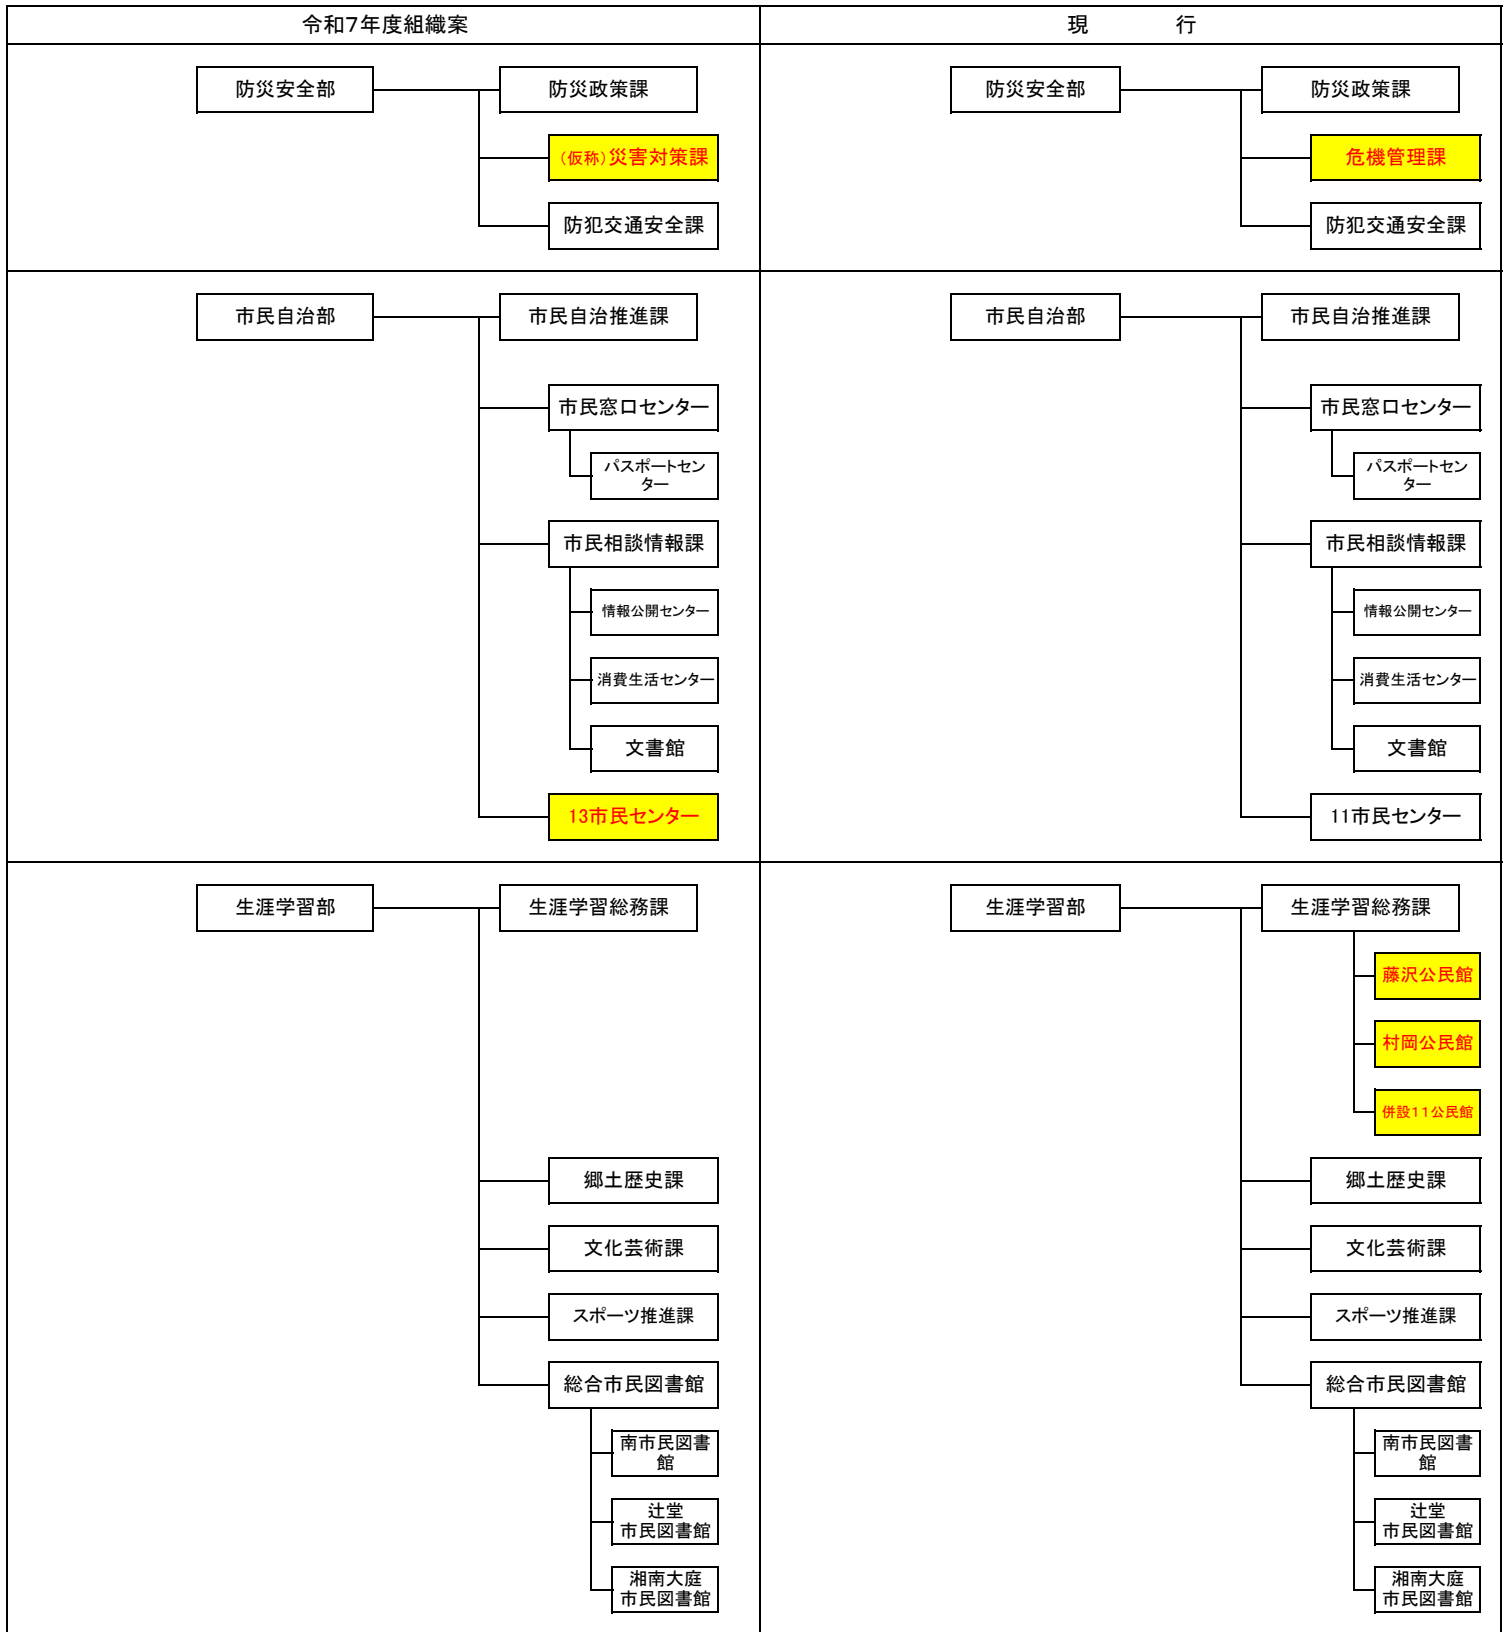 令和7年度組織案
現　　　　行
防災安全部
防災政策課
(仮称)災害対策課
防犯交通安全課
防災安全部
防災政策課
危機管理課
防犯交通安全課
市民自治部
市民自治推進課
市民窓口センター
パスポートセン
ター
市民相談情報課
情報公開センター
消費生活センター
文書館
13市民センター
市民自治部
市民自治推進課
市民窓口センター
パスポートセン
ター
市民相談情報課
情報公開センター
消費生活センター
文書館
11市民センター
生涯学習部
生涯学習総務課
郷土歴史課
文化芸術課
スポーツ推進課
総合市民図書館
南市民図書
館
辻堂
市民図書館
湘南大庭
市民図書館
生涯学習部
生涯学習総務課
藤沢公民館
村岡公民館
併設11公民館
郷土歴史課
文化芸術課
スポーツ推進課
総合市民図書館
南市民図書
館
辻堂
市民図書館
湘南大庭
市民図書館